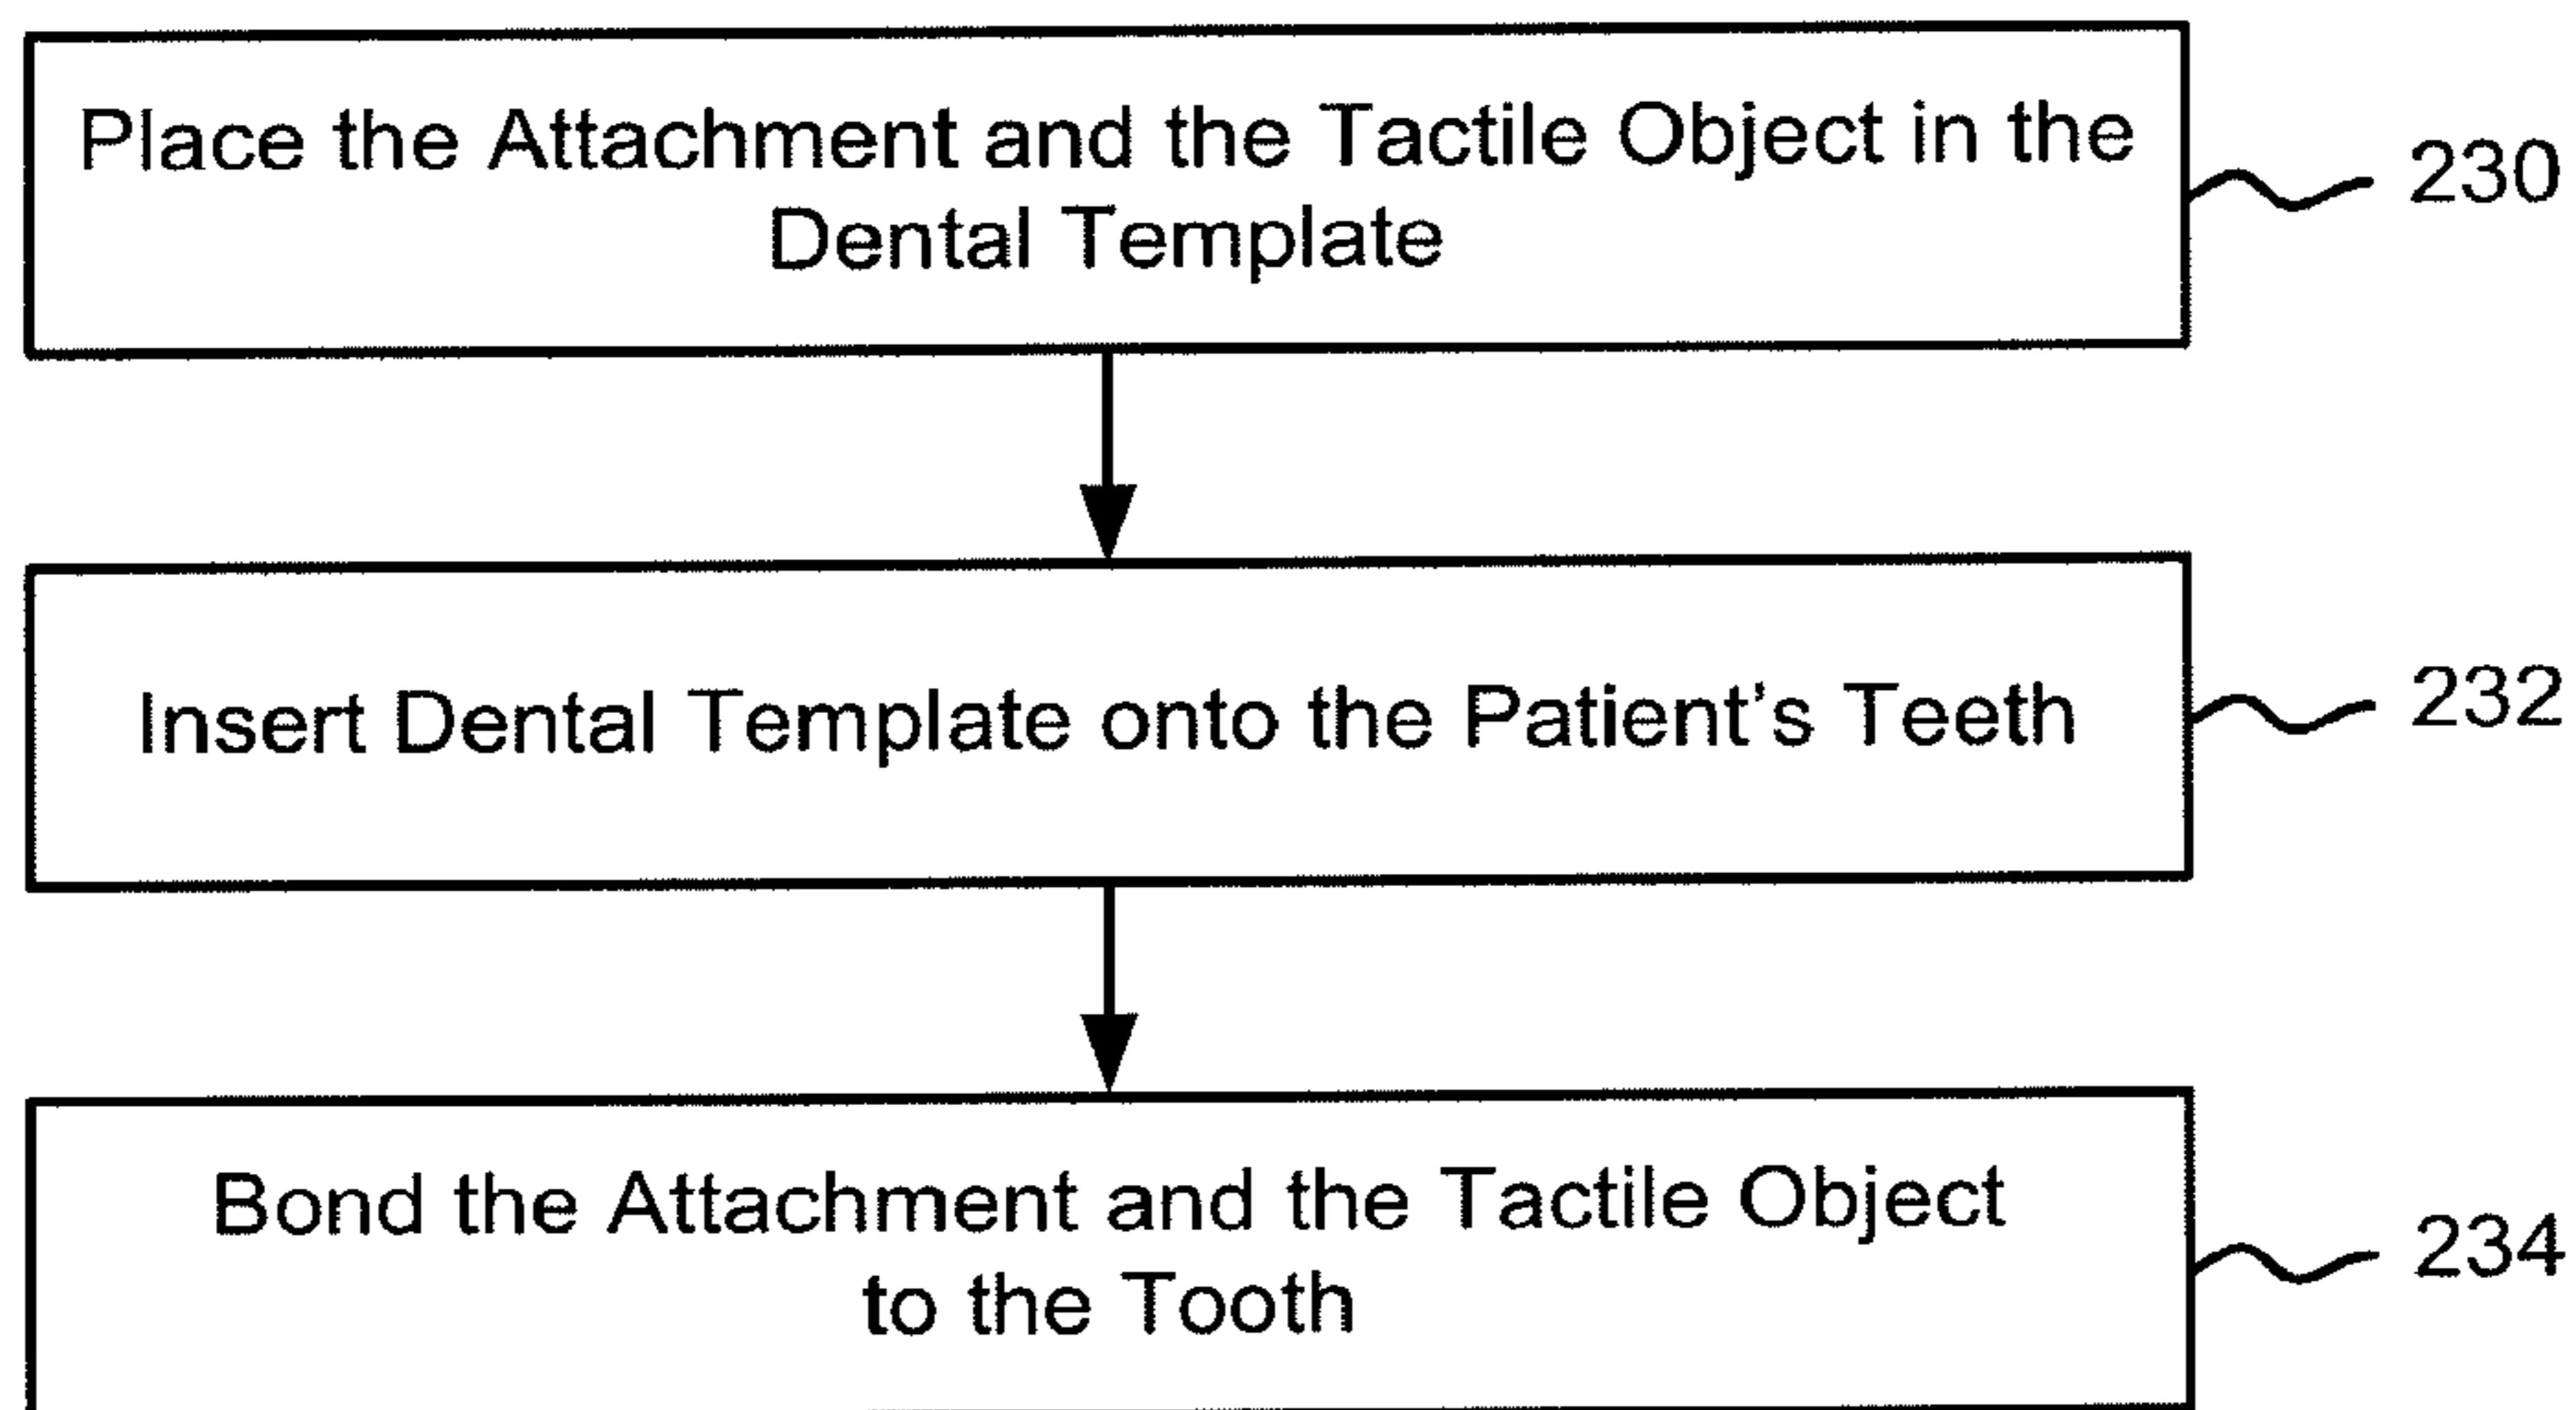 Place the Attachment and the Tactile Object in the
Dental Template
230
Insert Dental Template onto the Patient’s Teeth
232
Bond the Attachment and the Tactile Object
to the Tooth
234